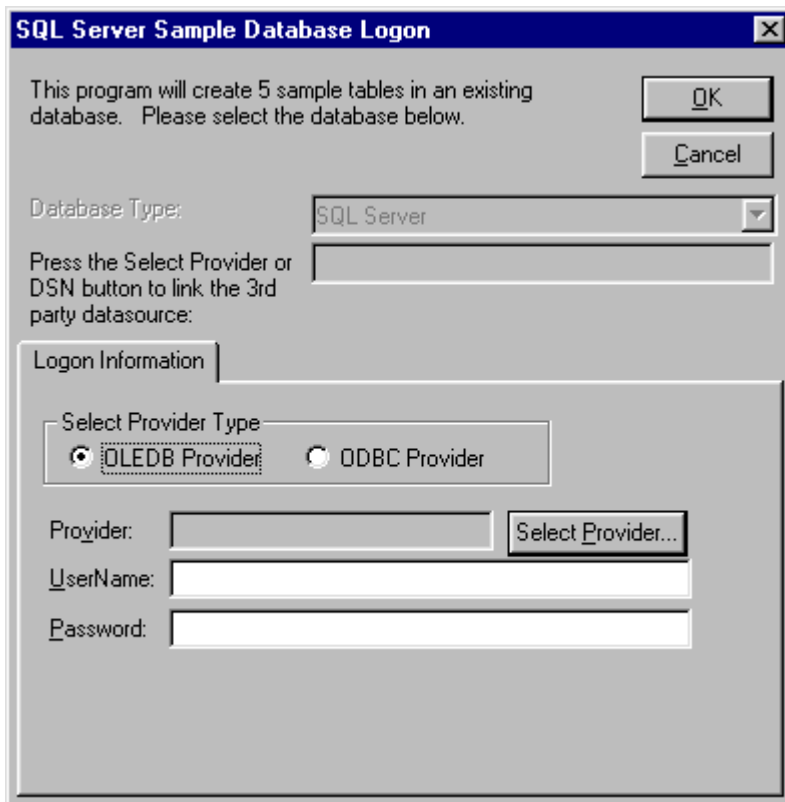 SQL Server Sample Database Logon
This program will create 5 sample tables in an existing
database.   Please select the database below.
OK
Cancel
Database Type:
SQL Server
Press the Select Provider or
DSN button to link the 3rd
party datasource:
Logon Information
Select Provider Type
OLEDB Provider
ODBC Provider
Provider:
Select Provider...
UserName:
Password: